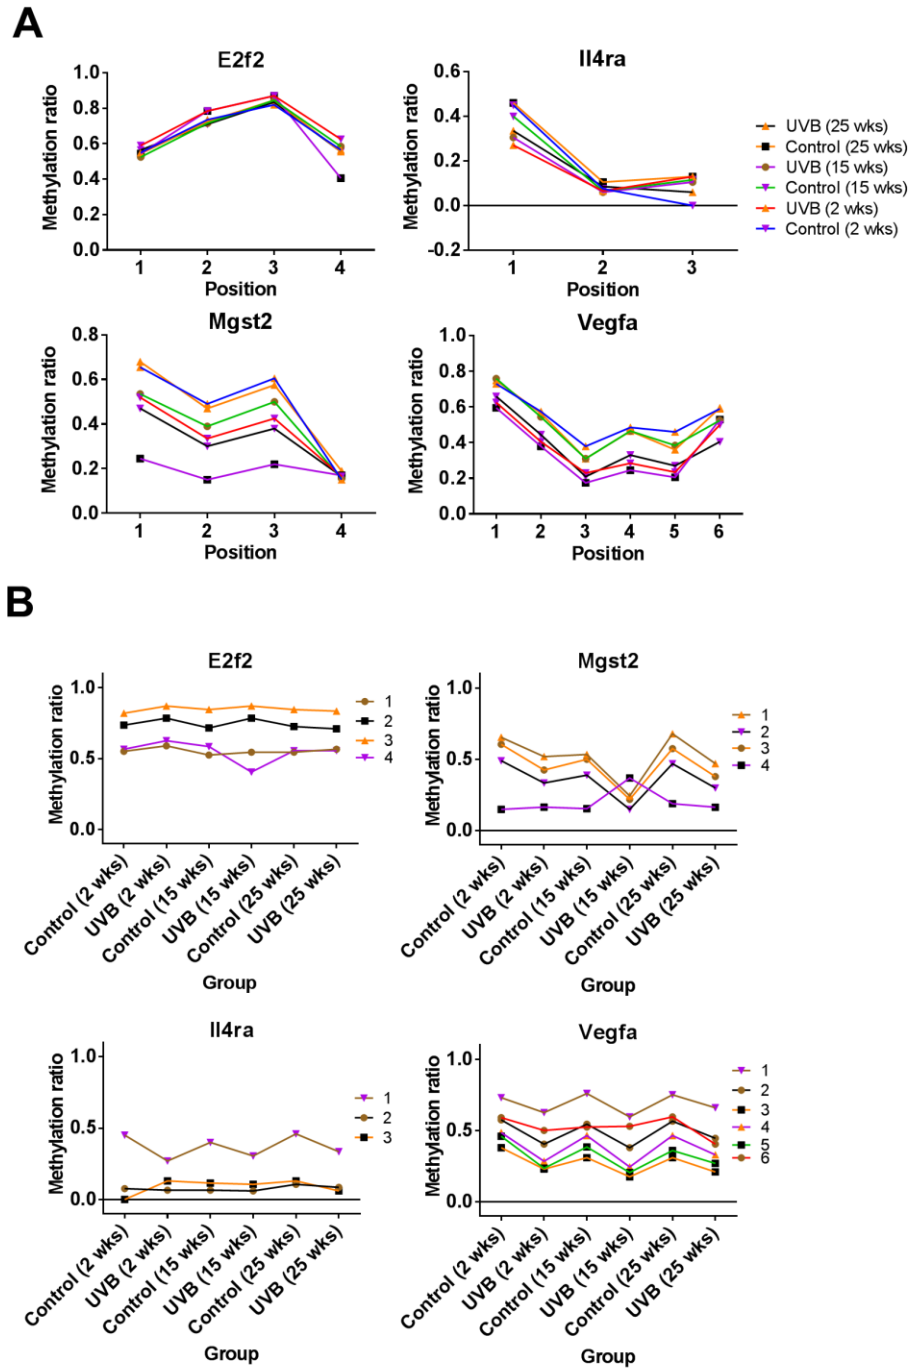 A
E2f2
Methylation ratio
1.0
0.8
0.6
0.4
0.2
0.0
1 2 3 4
Position
Il4ra
Methylation ratio
0.6
0.4
0.2
0.0
-0.2
1 2 3
Position
UVB (25 wks)
Control (25 wks)
UVB (15 wks)
Control (15 wks)
UVB (2 wks)
Control (2 wks)
Mgst2
Methylation ratio
0.8
0.6
0.4
0.2
0.0
1 2 3 4
Position
Vegfa
Methylation ratio
1.0
0.8
0.6
0.4
0.2
0.0
1 2 3 4 5 6
Position
B
E2f2
Methylation ratio
1.0
0.5
0.0
1
2
3
4
Control (2 wks)
UVB (2 wks)
Control (15 wks)
UVB (15 wks)
Control (25 wks)
UVB (25 wks)
Group
Mgst2
Methylation ratio
1.0
0.5
0.0
1
2
3
4
Control (2 wks)
UVB (2 wks)
Control (15 wks)
UVB (15 wks)
Control (25 wks)
UVB (25 wks)
Group
Il4ra
Methylation ratio
1.0
0.5
0.0
1
2
3
Control (2 wks)
UVB (2 wks)
Control (15 wks)
UVB (15 wks)
Control (25 wks)
UVB (25 wks)
Group
Vegfa
Methylation ratio
1.0
0.5
0.0
1
2
3
4
5
6
Control (2 wks)
UVB (2 wks)
Control (15 wks)
UVB (15 wks)
Control (25 wks)
UVB (25 wks)
Group